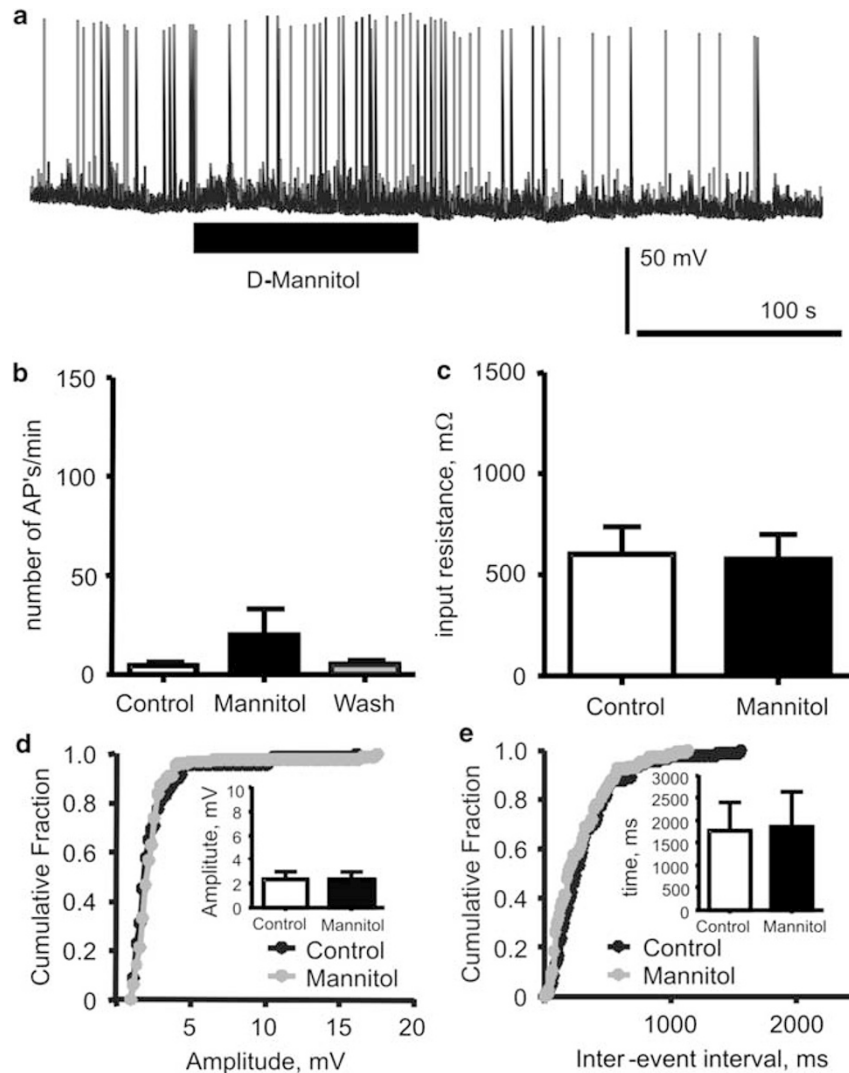 a
D-Mannitol
50 mV
100 s
b
150
100
50
0
number of AP's/min
Control Mannitol Wash
c
1500
1000
500
0
input resistance, mΩ
Control Mannitol
d
1.0
0.8
0.6
0.4
0.2
0
Cumulative Fraction
10
8
6
4
2
0
Amplitude, mV
Control Mannitol
Control
Mannitol
5 10 15 20
Amplitude, mV
e
1.0
0.8
0.6
0.4
0.2
0
Cumulative Fraction
3000
2500
2000
1500
1000
500
0
time, ms
Control Mannitol
Control
Mannitol
1000 2000
Inter-event interval, ms